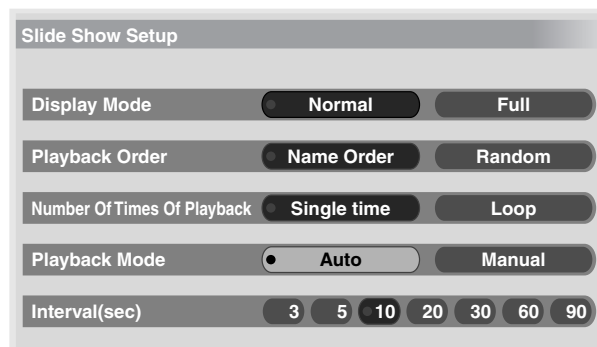 Slide Show Setup
Display Mode Normal Full
Playback Order Name Order Random
Number Of Times Of Playback Single time Loop
Playback Mode Auto Manual
Interval(sec) 3 5 10 20 30 60 90